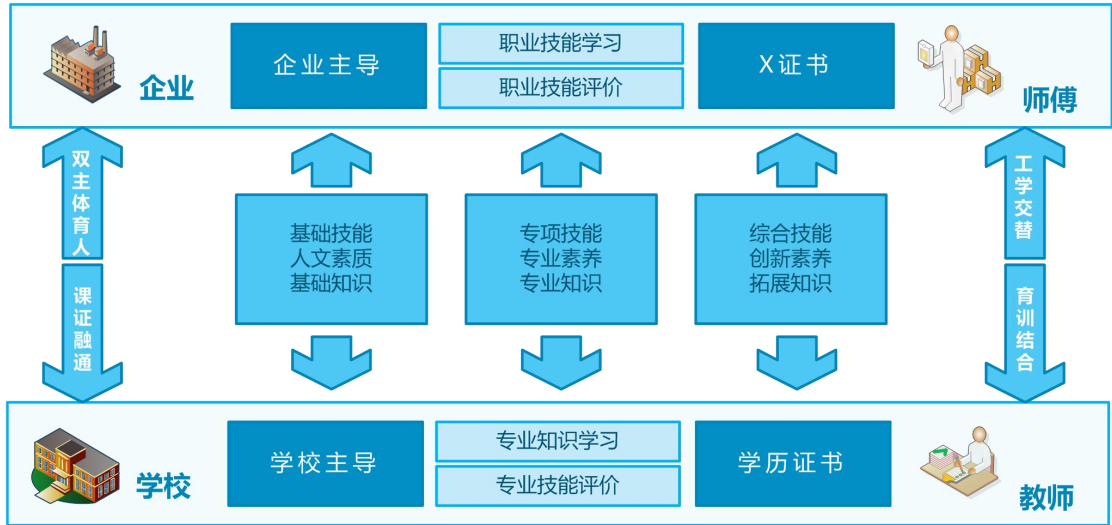 企业
企业主导
职业技能学习
职业技能评价
X证书
师傅
双主体育人
课证融通
基础技能
人文素质
基础知识
专项技能
专业素养
专业知识
综合技能
创新素养
拓展知识
工学交替
育训结合
学校
学校主导
专业知识学习
专业技能评价
学历证书
教师